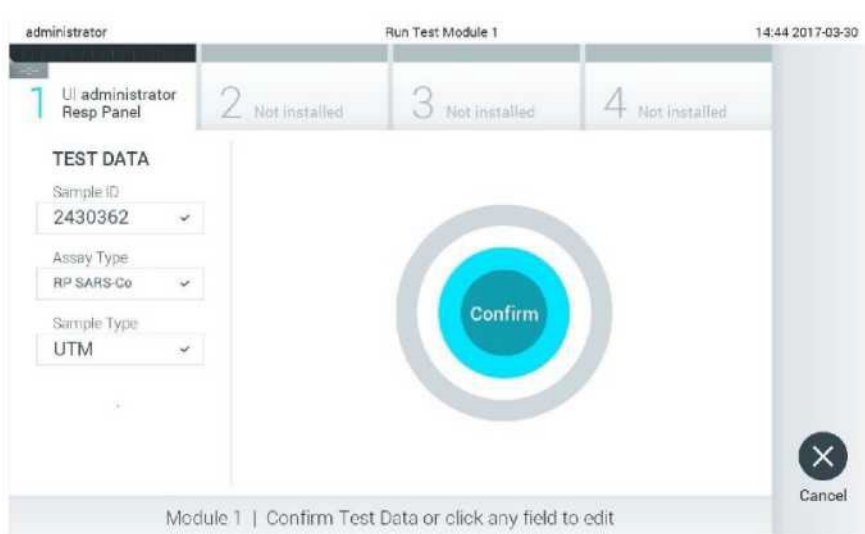 administrator
Run Test Module 1
14:44 2017-03-30
1
UI administrator
Resp Panel
2 Not installed
3 Not installed
4 Not installed
TEST DATA
Sample ID
2430362
Assay Type
RP SARS-Co
Sample Type
UTM
Confirm
Cancel
Module 1 | Confirm Test Data or click any field to edit